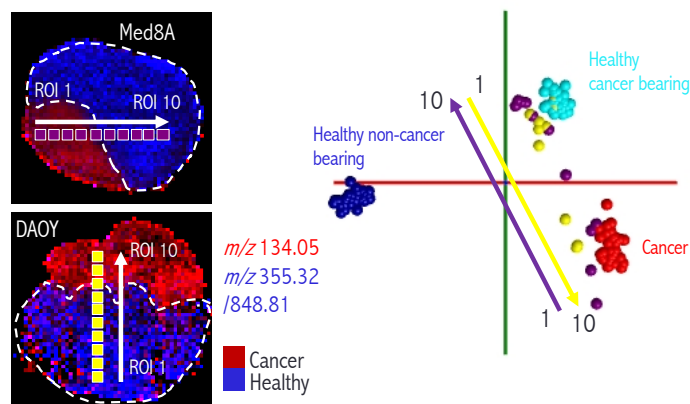 Med8A
ROI 1
ROI 10
DAOY
ROI 10
ROI 1
m/z 134.05
m/z 355.32
/848.81
Cancer
Healthy
Healthy
cancer bearing
1
10
Healthy non-cancer
bearing
Cancer
1
10